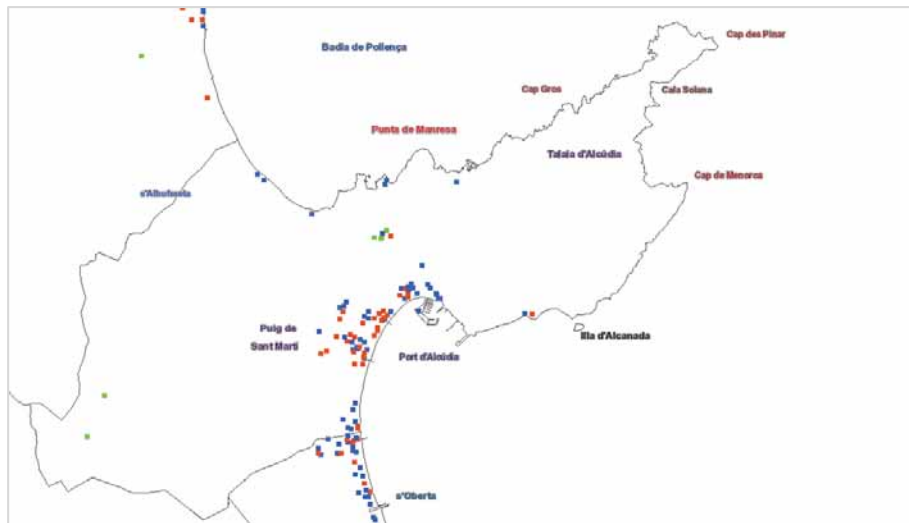 Cap des Pinar
Badia de Pollença
Cap Gros
Cala Solana
Punta de Manresa
Talaia d'Alcúdia
Cap de Menorca
s'Albufereta
Puig de
Sant Martí
Port d'Alcúdia
Illa d'Alcanada
s'Oberta